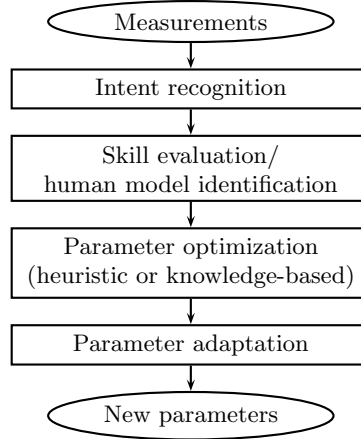 Measurements
Intent recognition
Skill evaluation/
human model identification
Parameter optimization
(heuristic or knowledge-based)
Parameter adaptation
New parameters